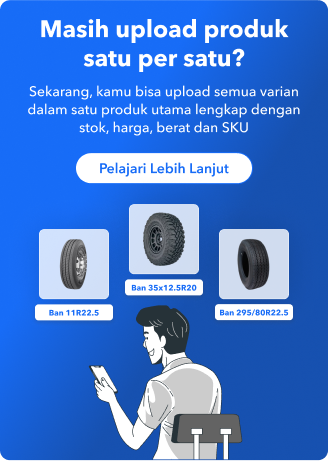 Masih upload produk
satu per satu?
Sekarang, kamu bisa upload semua varian
dalam satu produk utama lengkap dengan
stok, harga, berat dan SKU
Pelajari Lebih Lanjut
Ban 11R22.5
Ban 35x12.5R20
Ban 295/80R22.5